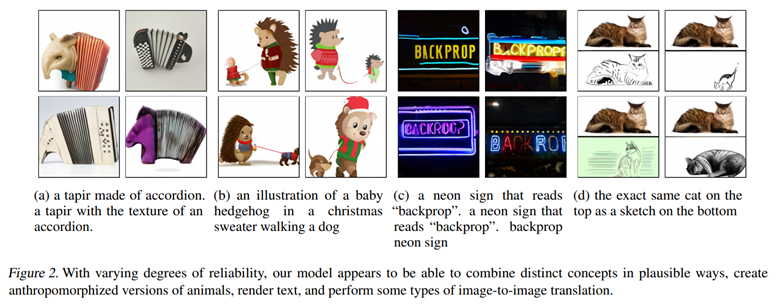 BACKPROP
BACKPROP
BACKROG?
BACKROP
(a) a tapir made of accordion.
a tapir with the texture of an
accordion.
(b) an illustration of a baby
hedgehog in a christmas
sweater walking a dog
(c) a neon sign that reads
“backprop”. a neon sign that
reads “backprop”. backprop
neon sign
(d) the exact same cat on the
top as a sketch on the bottom
Figure 2. With varying degrees of reliability, our model appears to be able to combine distinct concepts in plausible ways, create
anthropomorphized versions of animals, render text, and perform some types of image-to-image translation.